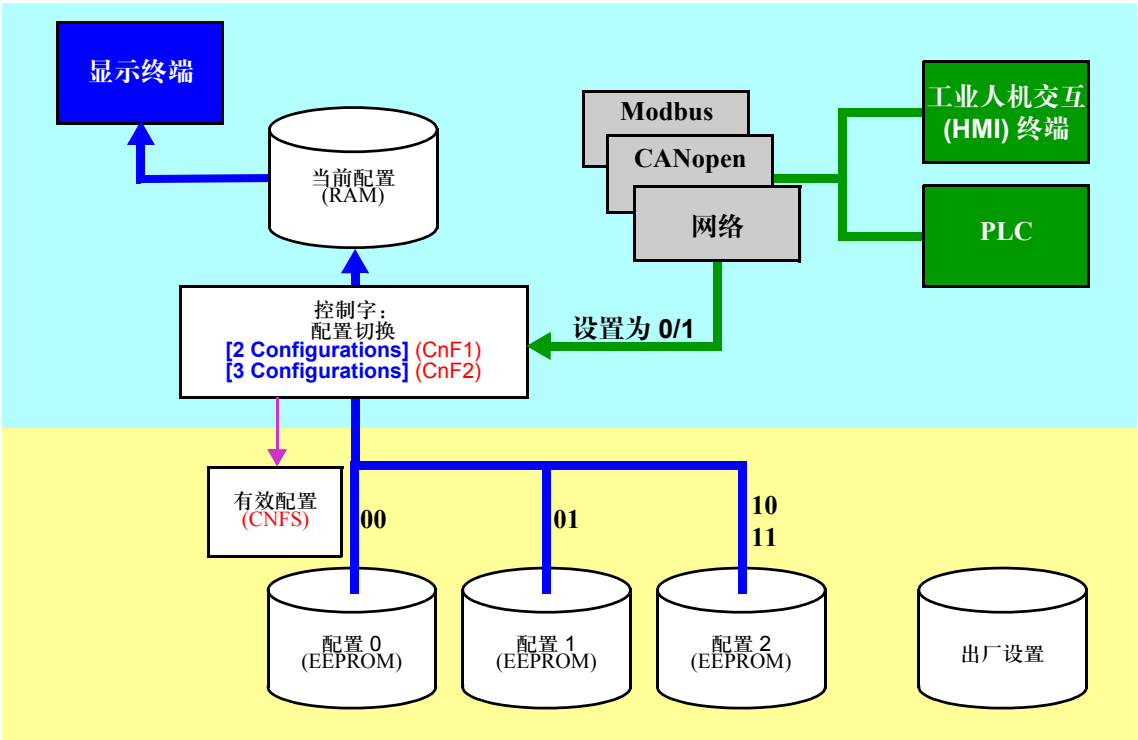 显示终端
当前配置
(RAM)
Modbus
CANopen
网络
工业人机交互
(HMI) 终端
PLC
控制字：
配置切换
[2 Configurations] (CnF1)
[3 Configurations] (CnF2)
设置为 0/1
有效配置
(CNFS)
00
01
10
11
配置 0
(EEPROM)
配置 1
(EEPROM)
配置 2
(EEPROM)
出厂设置